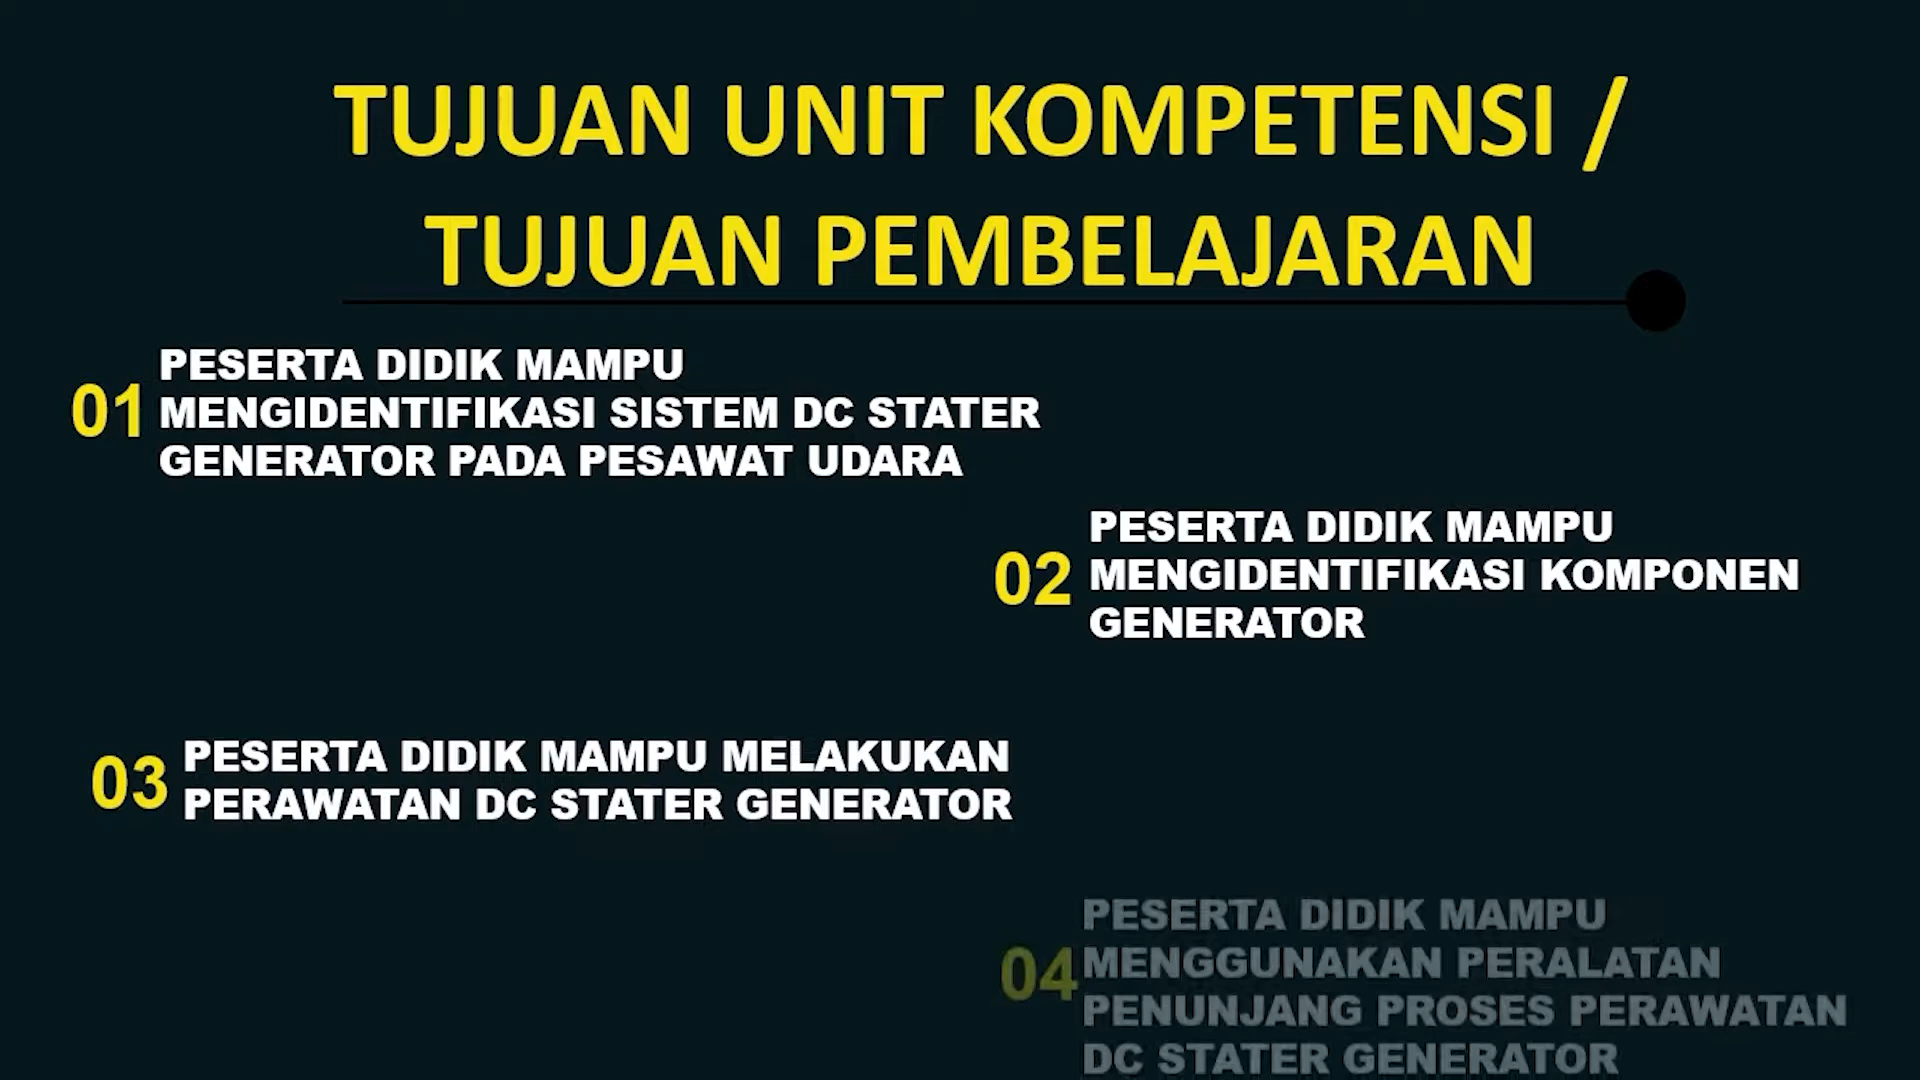 TUJUAN UNIT KOMPETENSI /
TUJUAN PEMBELAJARAN
01
PESERTA DIDIK MAMPU
MENGIDENTIFIKASI SISTEM DC STATER
GENERATOR PADA PESAWAT UDARA
02
PESERTA DIDIK MAMPU
MENGIDENTIFIKASI KOMPONEN
GENERATOR
03
PESERTA DIDIK MAMPU MELAKUKAN
PERAWATAN DC STATER GENERATOR
04
PESERTA DIDIK MAMPU
MENGGUNAKAN PERALATAN
PENUNJANG PROSES PERAWATAN
DC STATER GENERATOR